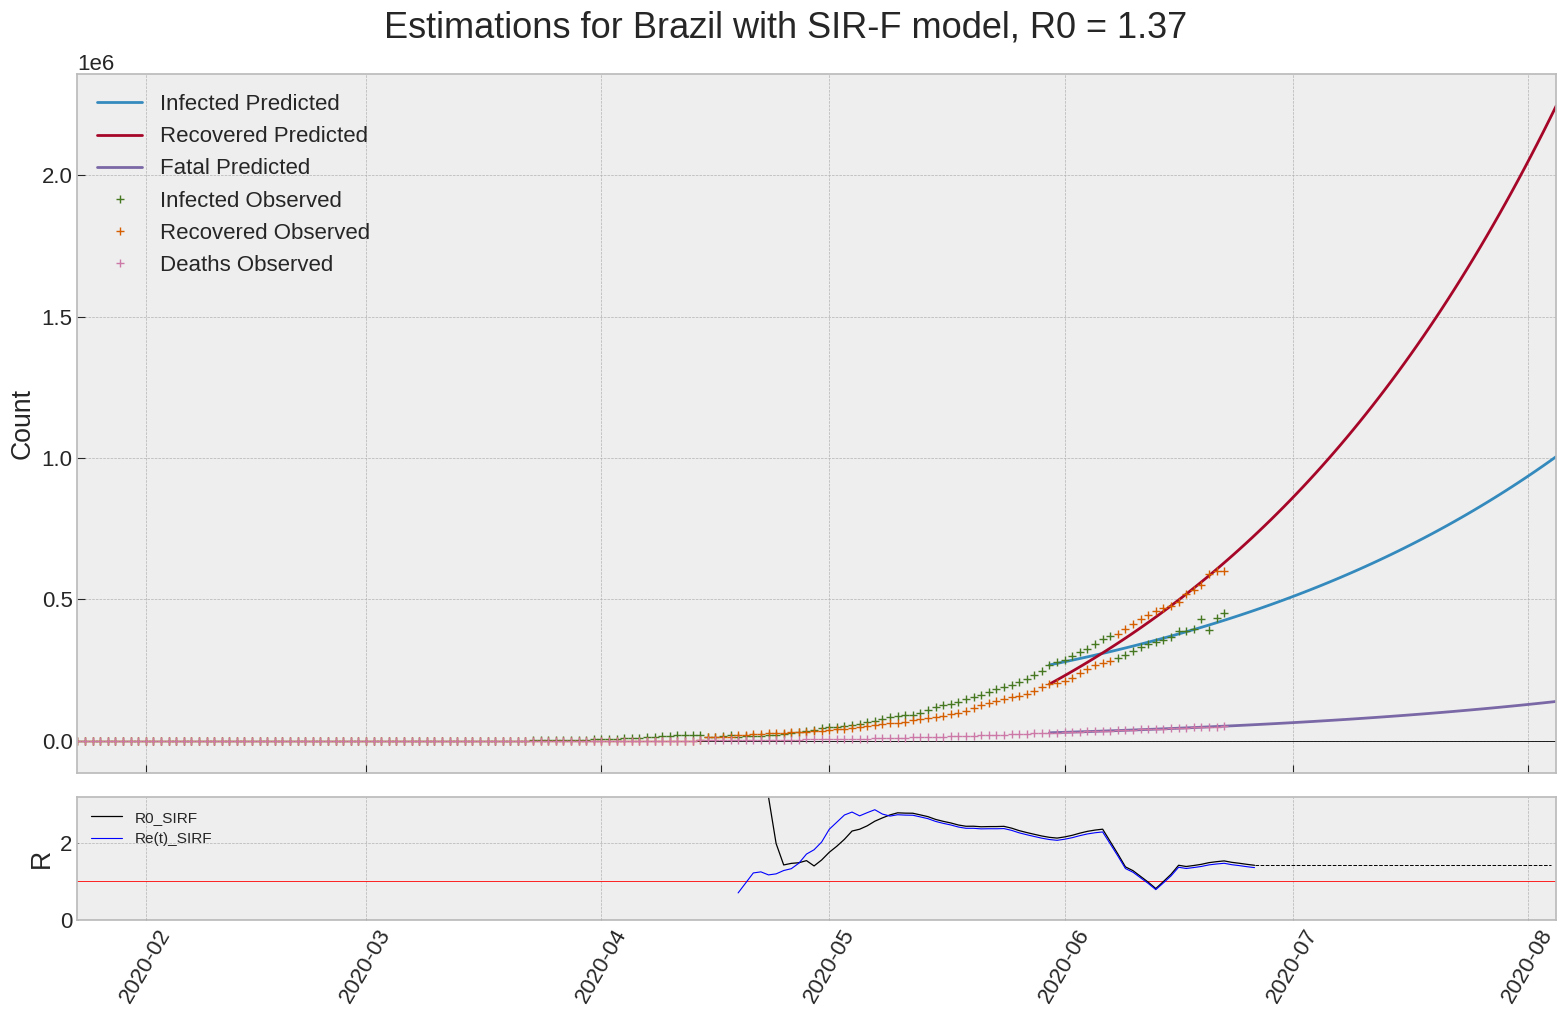 Estimations for Brazil with SIR-F model, R0 = 1.37
1e6
Infected Predicted
Recovered Predicted
Fatal Predicted
Infected Observed
Recovered Observed
Deaths Observed
2.0
1.5
1.0
0.5
0.0
Count
R0_SIRF
Re(t)_SIRF
2
0
R
2020-02
2020-03
2020-04
2020-05
2020-06
2020-07
2020-08